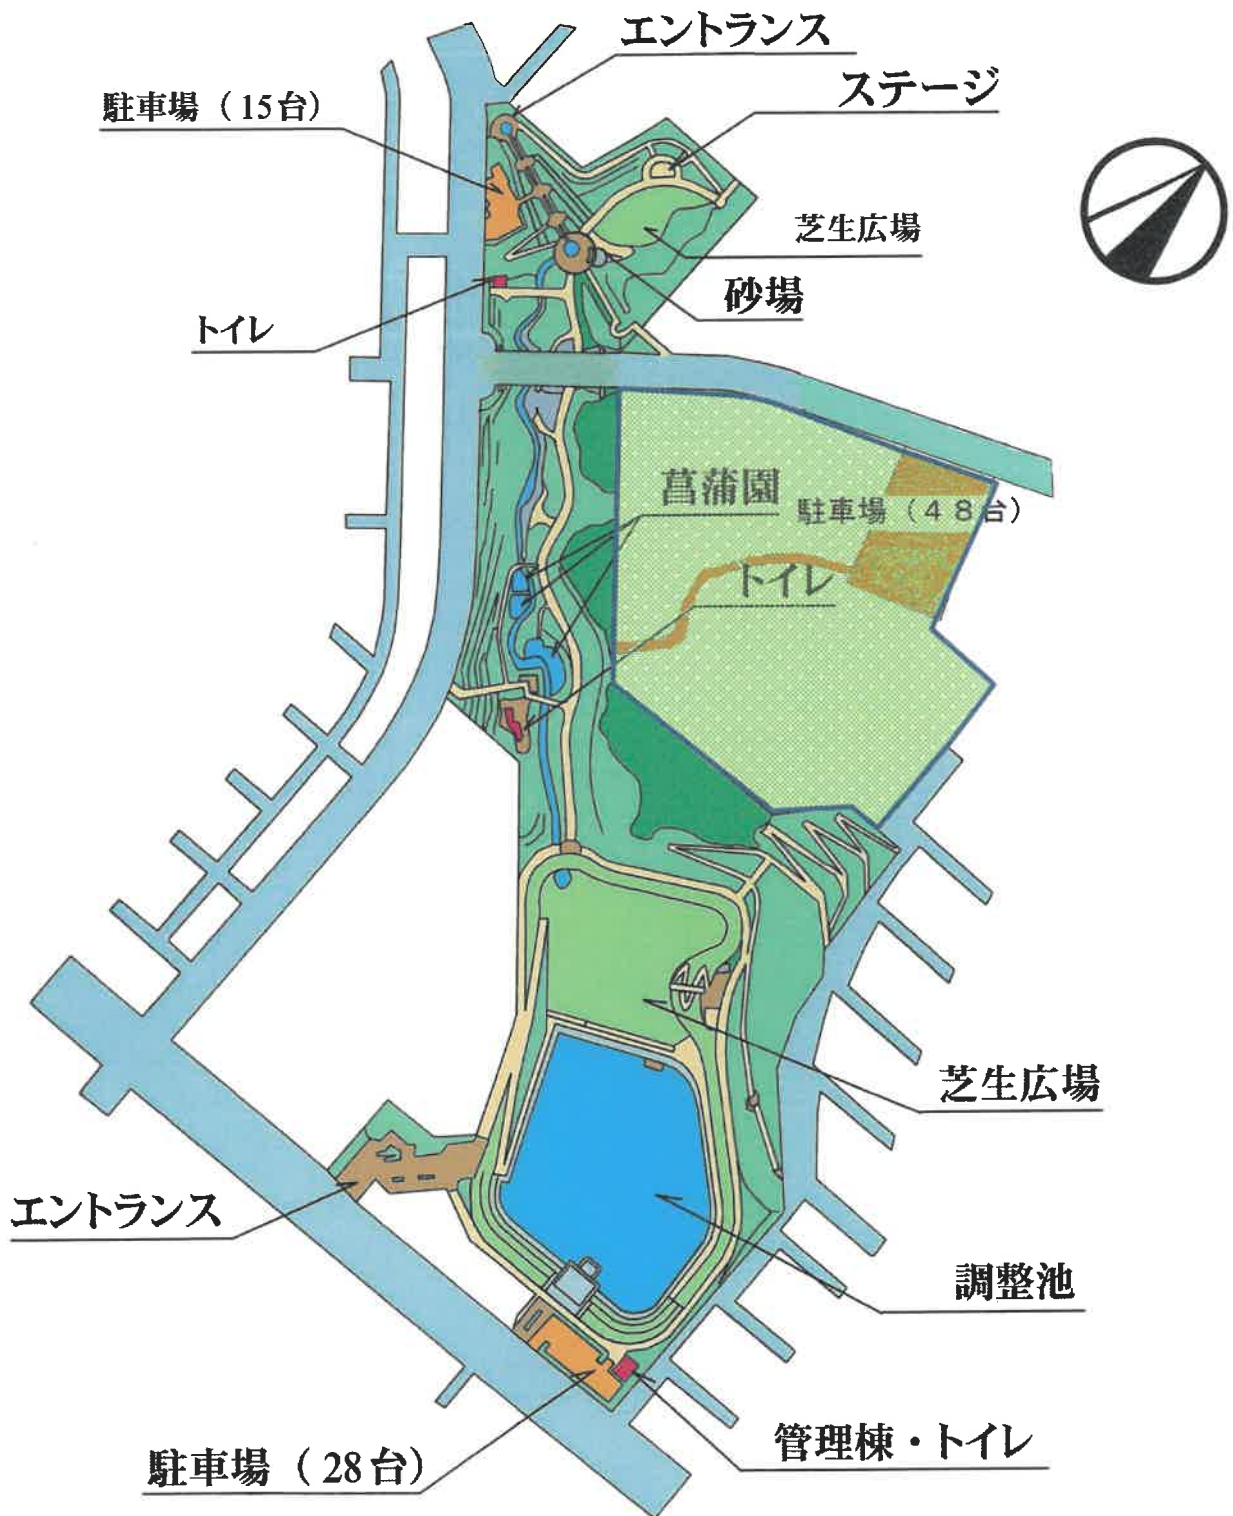 エントランス
ステージ
駐車場（15台）
芝生広場
砂場
トイレ
菖蒲園
駐車場（４８台）
トイレ
芝生広場
エントランス
調整池
管理棟・トイレ
駐車場（28台）